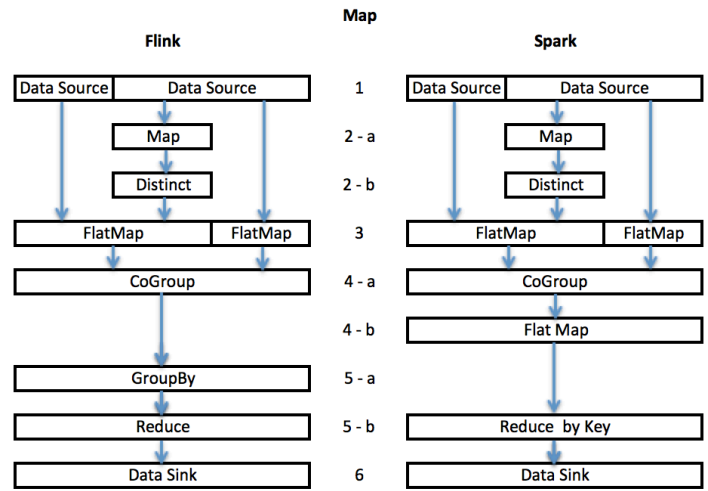 Map
Flink Spark
Data Source Data Source 1 Data Source Data Source
Map 2 - a Map
Distinct 2 - b Distinct
FlatMap FlatMap 3 FlatMap FlatMap
CoGroup 4 - a CoGroup
4 - b Flat Map
GroupBy 5 - a
Reduce 5 - b Reduce by Key
Data Sink 6 Data Sink